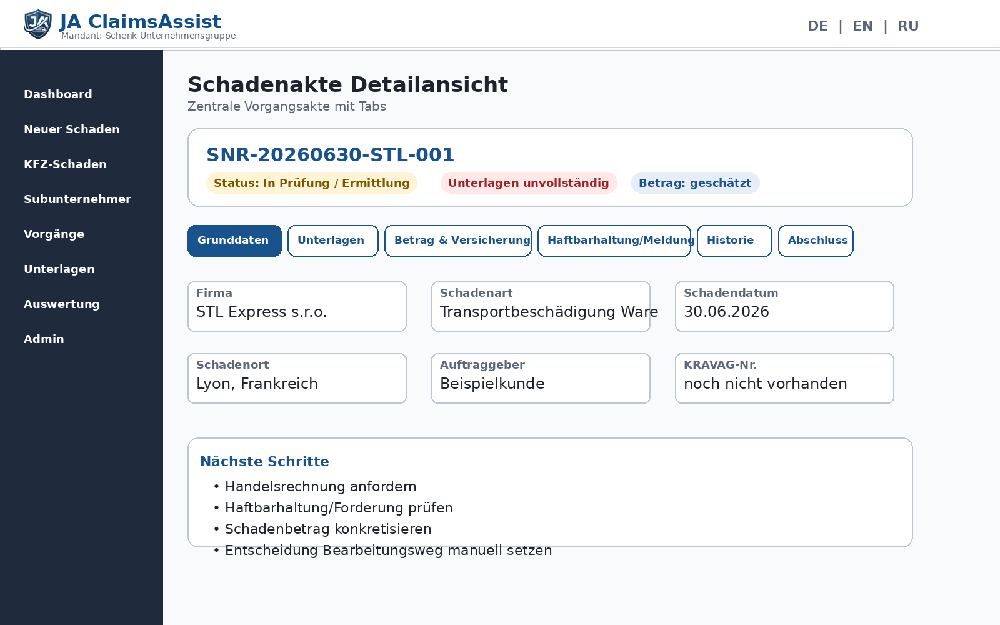 JA
JA ClaimsAssist
Mandant: Schenk Unternehmensgruppe
DE | EN | RU
Dashboard
Neuer Schaden
KFZ-Schaden
Subunternehmer
Vorgänge
Unterlagen
Auswertung
Admin
Schadenakte Detailansicht
Zentrale Vorgangsakte mit Tabs
SNR-20260630-STL-001
Status: In Prüfung / Ermittlung
Unterlagen unvollständig
Betrag: geschätzt
Grunddaten
Unterlagen
Betrag & Versicherung
Haftbarhaltung/Meldung
Historie
Abschluss
Firma
STL Express s.r.o.
Schadenart
Transportbeschädigung Ware
Schadendatum
30.06.2026
Schadenort
Lyon, Frankreich
Auftraggeber
Beispielkunde
KRAVAG-Nr.
noch nicht vorhanden
Nächste Schritte
• Handelsrechnung anfordern
• Haftbarhaltung/Forderung prüfen
• Schadenbetrag konkretisieren
• Entscheidung Bearbeitungsweg manuell setzen